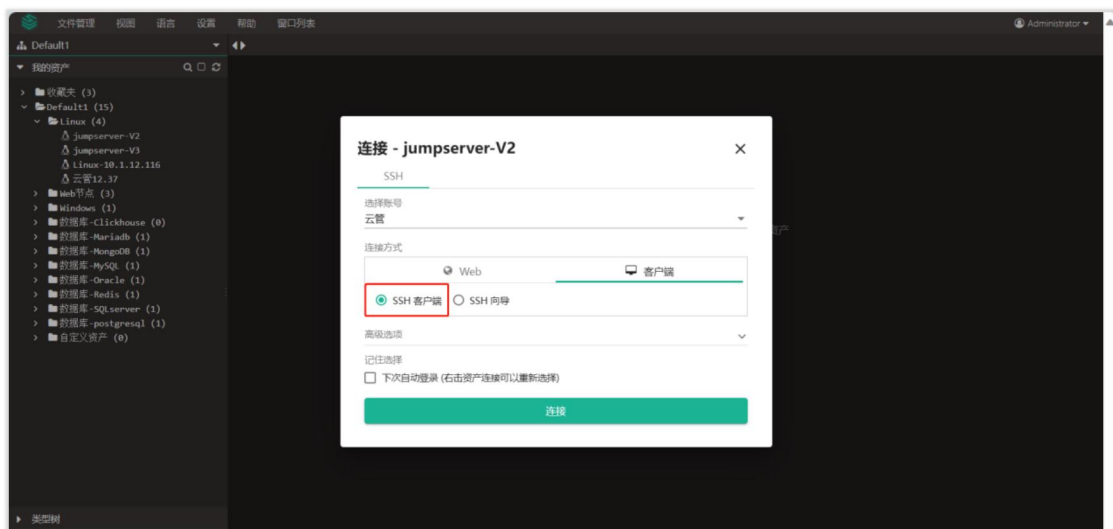 文件管理 视图 语言 设置 帮助 窗口列表 Administrator
Default1
我的资产
收藏夹 (3)
Default1 (15)
Linux (4)
jumpserver-V2
jumpserver-V3
Linux-10.1.12.116
云管12.37
Web节点 (3)
Windows (1)
数据库-Clickhouse (0)
数据库-Mariadb (1)
数据库-MongoDB (1)
数据库-MySQL (1)
数据库-Oracle (1)
数据库-Redis (1)
数据库-SQLserver (1)
数据库-postgresql (1)
自定义资产 (0)
类型树
连接 - jumpserver-V2
SSH
选择账号
云管
连接方式
Web 客户端
SSH 客户端 SSH 向导
高级选项
记住选择
下次自动登录 (右击资产连接可以重新选择)
连接
资产